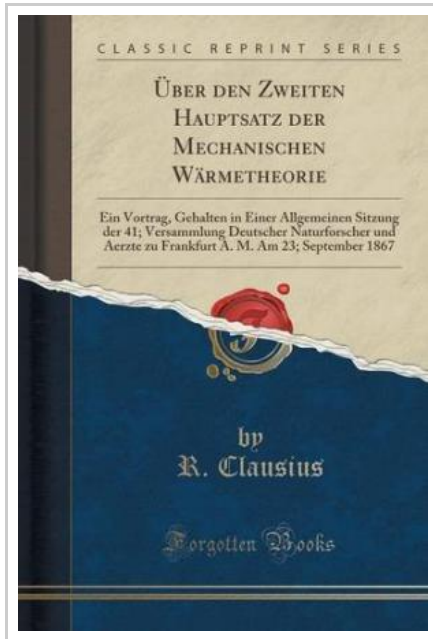 CLASSIC REPRINT SERIES
ÜBER DEN ZWEITEN
HAUPTSATZ DER
MECHANISCHEN
WÄRMETHEORIE
Ein Vortrag, Gehalten in Einer Allgemeinen Sitzung
der 41; Versammlung Deutscher Naturforscher und
Aerzte zu Frankfurt A. M. Am 23; September 1867
by
R. Clausius
Forgotten Books